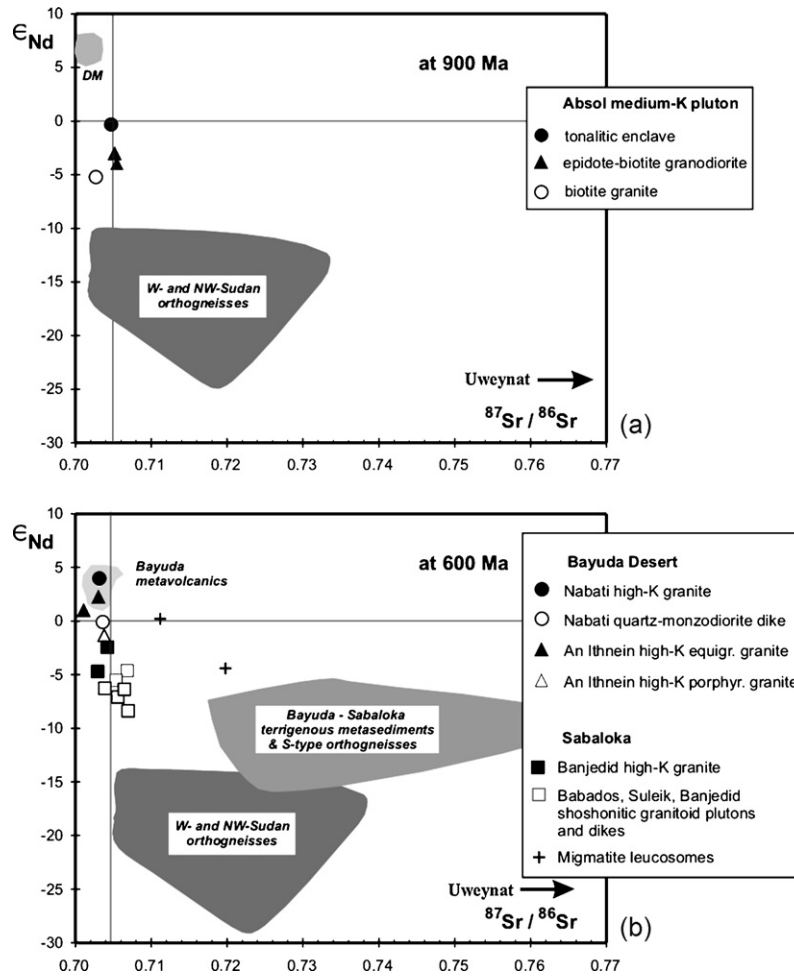 ЄNd
10
5
0
-5
-10
-15
-20
-25
-30
DM
at 900 Ma
Absol medium-K pluton
tonalitic enclave
epidote-biotite granodiorite
biotite granite
W- and NW-Sudan
orthogneisses
Uweynat
87Sr / 86Sr
(a)
0.70 0.71 0.72 0.73 0.74 0.75 0.76 0.77
ЄNd
10
5
0
-5
-10
-15
-20
-25
-30
Bayuda
metavolcanics
at 600 Ma
Bayuda Desert
Nabati high-K granite
Nabati quartz-monzodiorite dike
An Ithnein high-K equigr. granite
An Ithnein high-K porphyr. granite
Sabaloka
Banjedid high-K granite
Babados, Suleik, Banjedid
shoshonitic granitoid plutons
and dikes
Migmatite leucosomes
Bayuda - Sabaloka
terrigenous metasediments
& S-type orthogneisses
W- and NW-Sudan
orthogneisses
Uweynat
87Sr / 86Sr
(b)
0.70 0.71 0.72 0.73 0.74 0.75 0.76 0.77